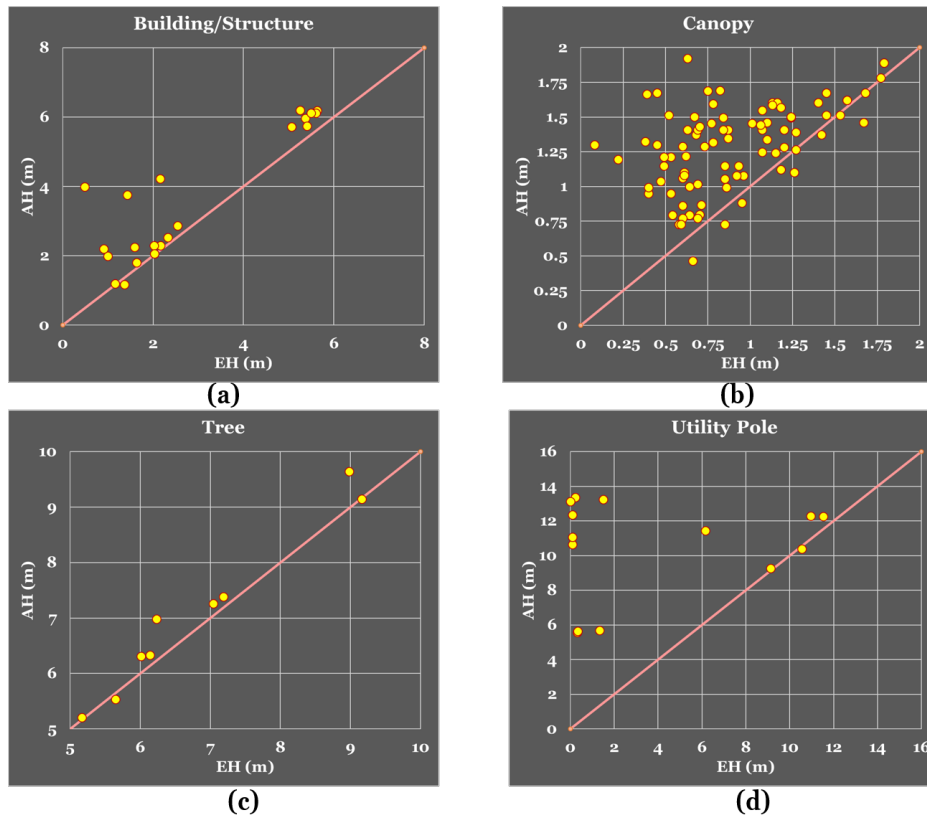 Building/Structure
8
6
4
2
0
AH (m)
0 2 4 6 8
EH (m)
(a)
Canopy
2
1.75
1.5
1.25
1
0.75
0.5
0.25
0
AH (m)
0 0.25 0.5 0.75 1 1.25 1.5 1.75 2
EH (m)
(b)
Tree
10
9
8
7
6
5
AH (m)
5 6 7 8 9 10
EH (m)
(c)
Utility Pole
16
14
12
10
8
6
4
2
0
AH (m)
0 2 4 6 8 10 12 14 16
EH (m)
(d)